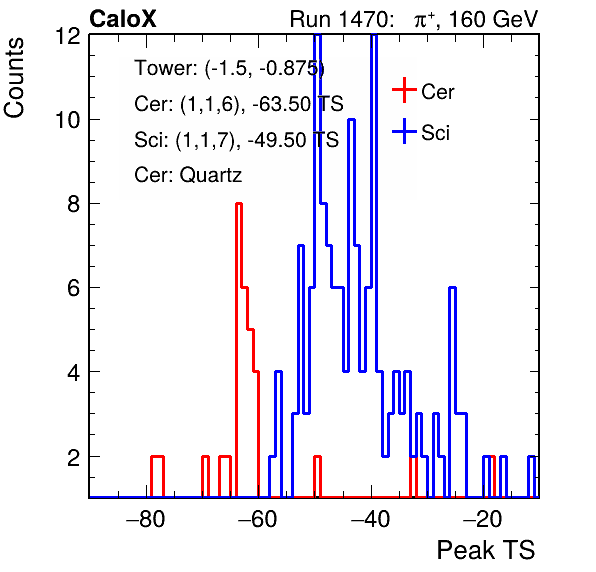 CaloX Run 1470: π⁺, 160 GeV
Counts
12
10
8
6
4
2
Tower: (-1.5, -0.875)
Cer: (1,1,6), -63.50 TS
Sci: (1,1,7), -49.50 TS
Cer: Quartz
Cer
Sci
−80 −60 −40 −20
Peak TS